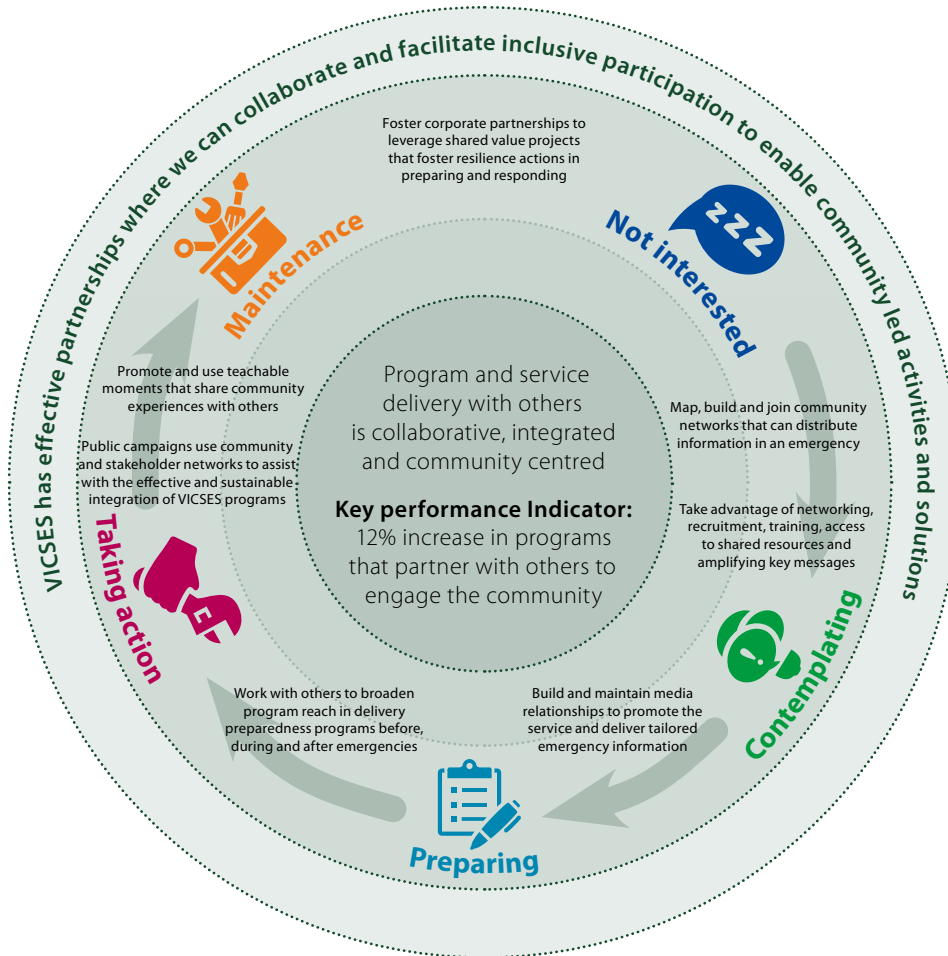 VICSES has effective partnerships where we can collaborate and facilitate inclusive participation to enable community led activities and solutions
Foster corporate partnerships to
leverage shared value projects
that foster resilience actions in
preparing and responding
zzz
Not interested
Map, build and join community
networks that can distribute
information in an emergency
Take advantage of networking,
recruitment, training, access
to shared resources and
amplifying key messages
Contemplating
Build and maintain media
relationships to promote the
service and deliver tailored
emergency information
Preparing
Work with others to broaden
program reach in delivery
preparedness programs before,
during and after emergencies
Taking action
Public campaigns use community
and stakeholder networks to assist
with the effective and sustainable
integration of VICSES programs
Promote and use teachable
moments that share community
experiences with others
Maintenance
Program and service
delivery with others
is collaborative, integrated
and community centred
Key performance Indicator:
12% increase in programs
that partner with others to
engage the community